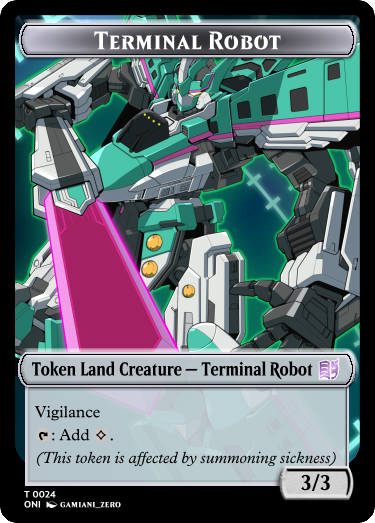 Terminal Robot
Token Land Creature — Terminal Robot
Vigilance
: Add .
(This token is affected by summoning sickness)
3/3
T 0024
ONI GAMIANI_ZERO